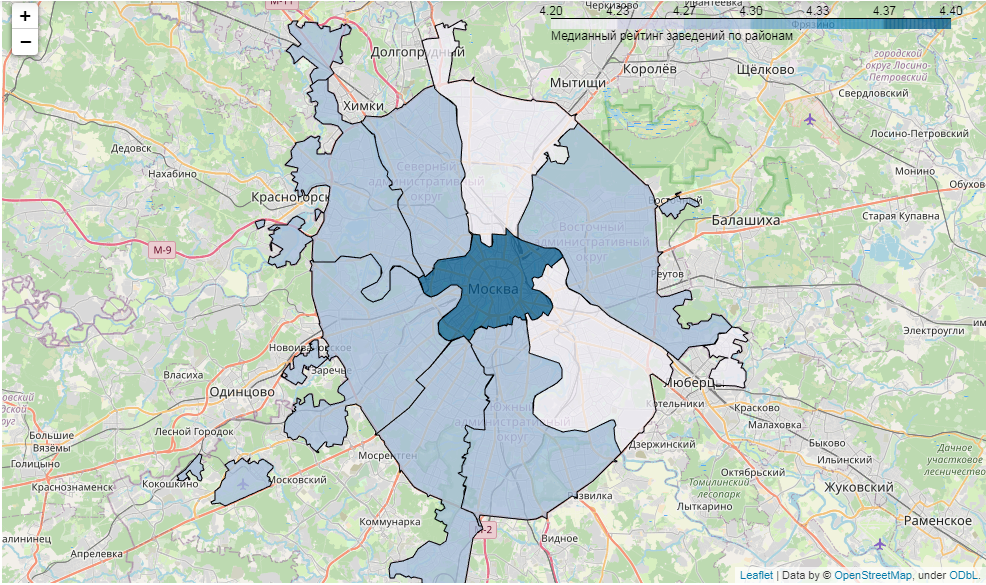 +
−
М-11
Черкизово
Ивантеевка
4.20 4.23 4.27 4.30 4.33 4.37 4.40
Фрязино
Медианный рейтинг заведений по районам
Долгопрудный
городской
округ Лосино-
Петровский
Королёв
Щёлково
Мытищи
Свердловский
Химки
Лосино-Петровский
Дедовск
Нахабино
Северный
административный
округ
Монино
Обухово
Красногорск
Балашиха
Старая Купавна
М-9
Восточный
административный
округ
Реутов
Москва
Электроугли
Новоивановское
Заречье
Власиха
Одинцово
Люберцы
Котельники
Красково
Малаховка
Южный
административный
округ
Лесной Городок
Большие
Вязёмы
Голицыно
Мосрентген
Дзержинский
Быково
Ильинский
Дачное
участковое
лесничество
Краснознаменск
Кокошкино
Московский
Октябрьский
Томилинский
лесопарк
Жуковский
Лыткарино
Развилка
Коммунарка
Видное
Раменское
Апрелевка
Leaflet | Data by © OpenStreetMap, under ODbL.